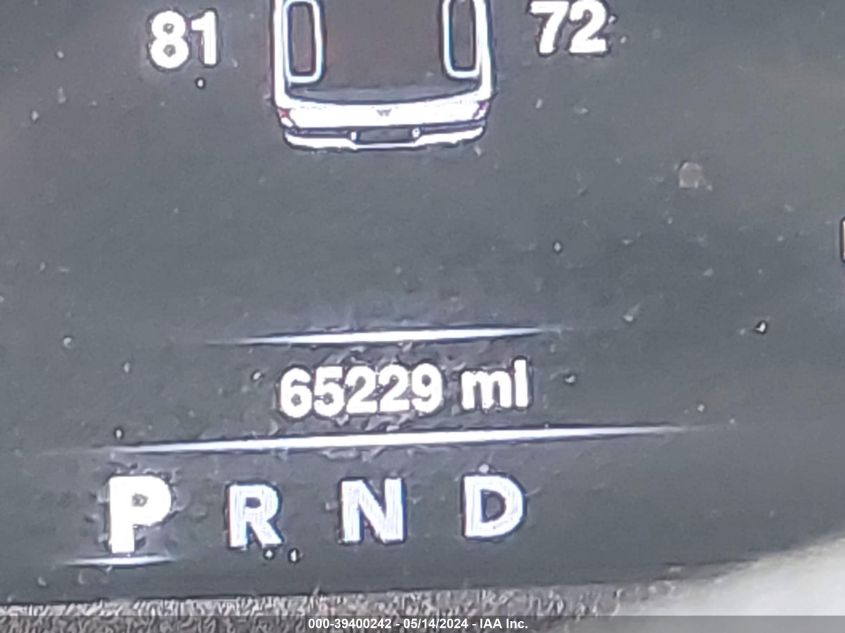 81 72
65229 mi
P R N D
000-39400242 - 05/14/2024 - IAA Inc.